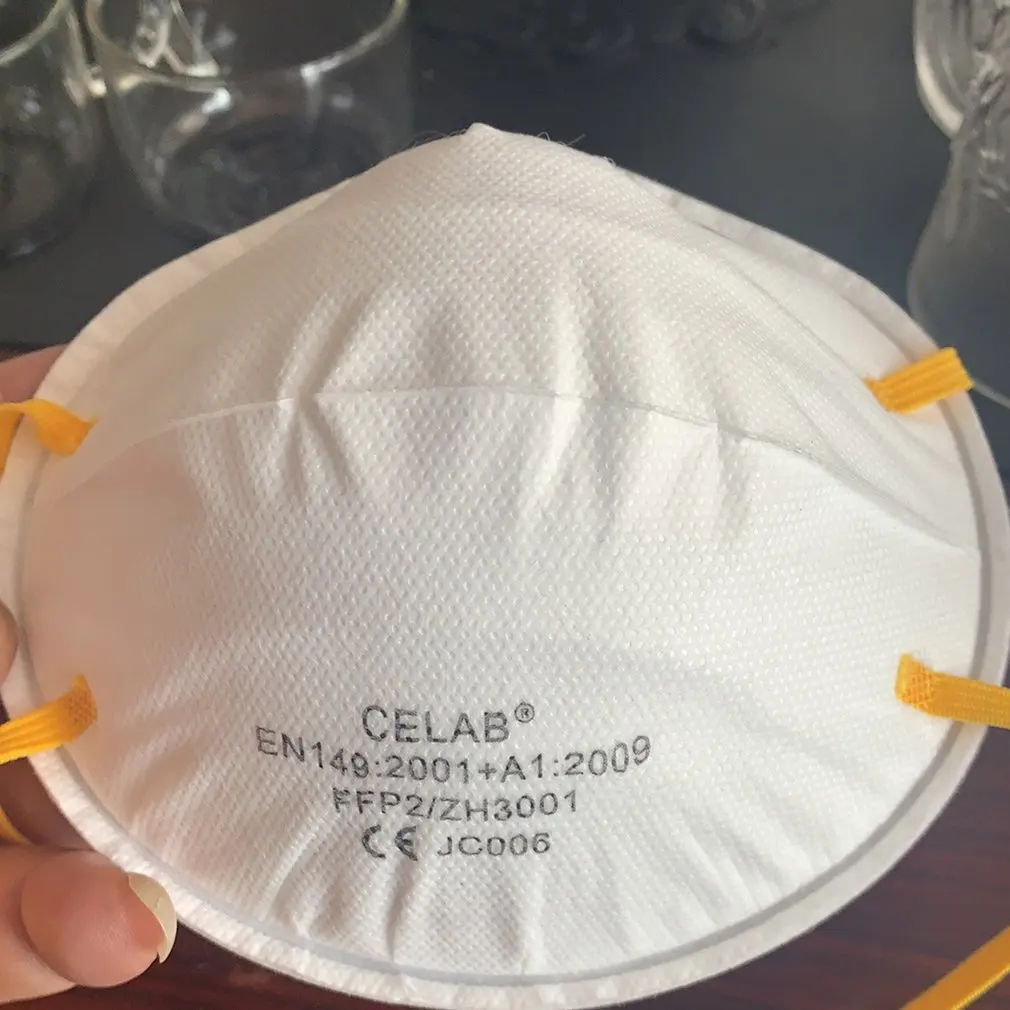 CELAB®
EN149:2001+A1:2009
FFP2/ZH3001
CE JC006